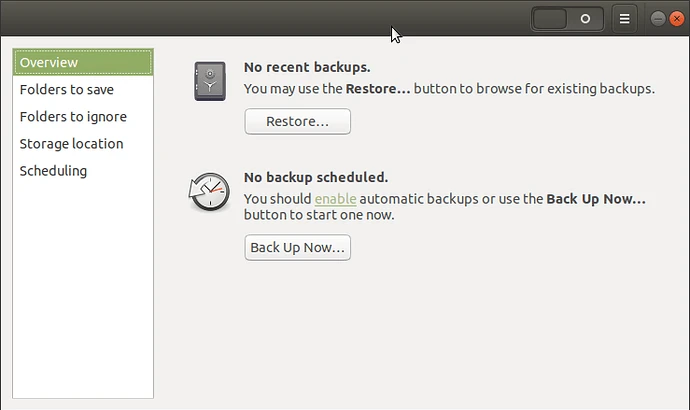 Overview
Folders to save
Folders to ignore
Storage location
Scheduling
No recent backups.
You may use the Restore… button to browse for existing backups.
Restore…
No backup scheduled.
You should enable automatic backups or use the Back Up Now…
button to start one now.
Back Up Now…